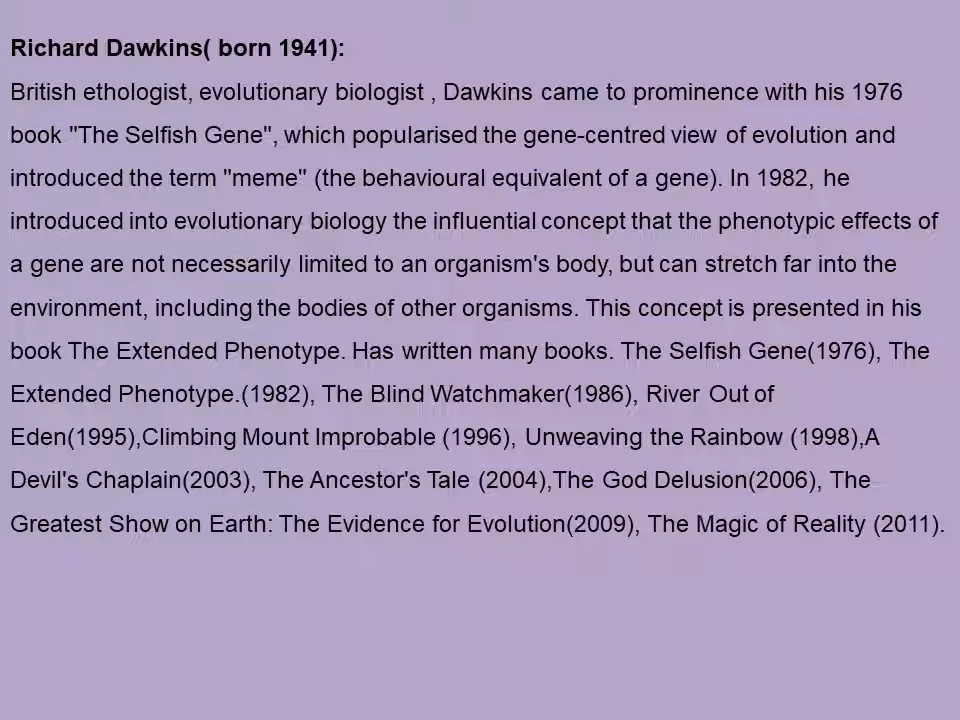 Richard Dawkins( born 1941):
British ethologist, evolutionary biologist , Dawkins came to prominence with his 1976
book "The Selfish Gene", which popularised the gene-centred view of evolution and
introduced the term "meme" (the behavioural equivalent of a gene). In 1982, he
introduced into evolutionary biology the influential concept that the phenotypic effects of
a gene are not necessarily limited to an organism's body, but can stretch far into the
environment, including the bodies of other organisms. This concept is presented in his
book The Extended Phenotype. Has written many books. The Selfish Gene(1976), The
Extended Phenotype.(1982), The Blind Watchmaker(1986), River Out of
Eden(1995),Climbing Mount Improbable (1996), Unweaving the Rainbow (1998),A
Devil's Chaplain(2003), The Ancestor's Tale (2004),The God Delusion(2006), The
Greatest Show on Earth: The Evidence for Evolution(2009), The Magic of Reality (2011).